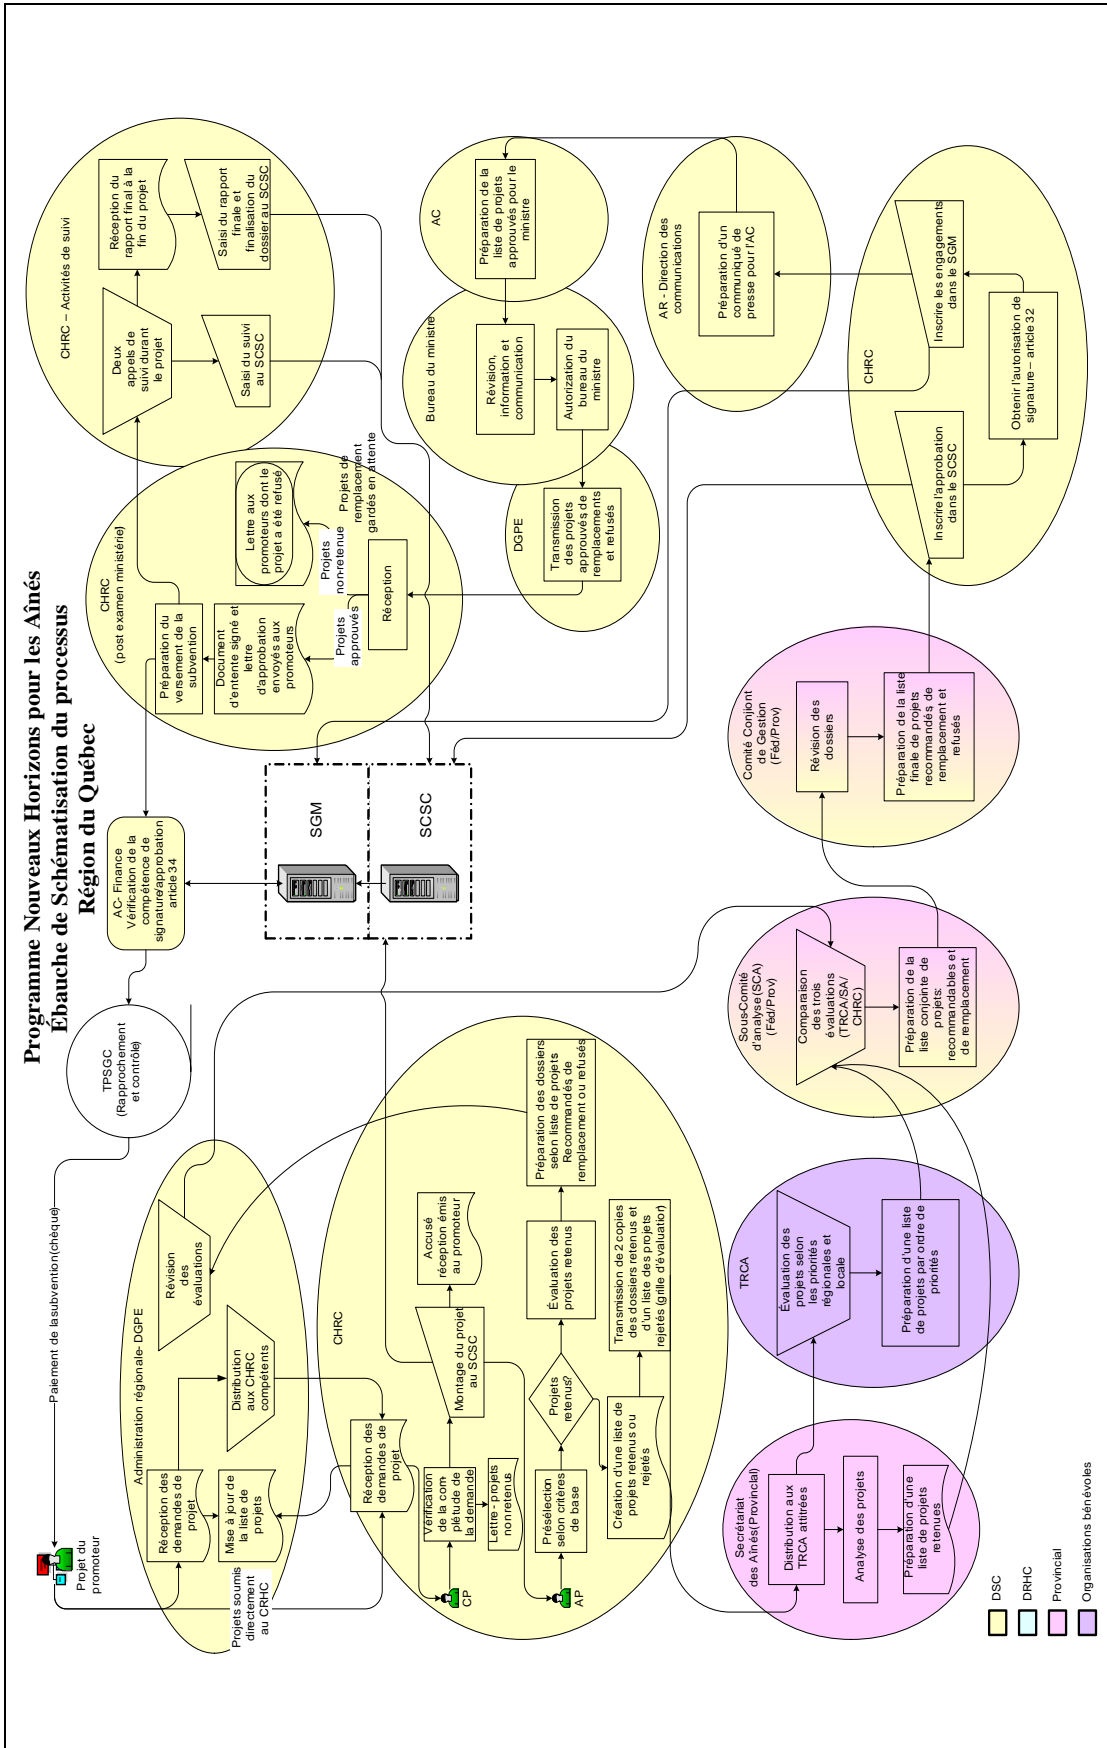 Programme Nouveaux Horizons pour les Aînés
Ébauche de Schématisation du processus
Région du Québec
Projet du
promoteur
Paiement de la subvention (chèque)
TPSGC
(Rapprochement
et contrôle)
AC- Finance
Vérification de la
compétence de
signature/approbation
article 34
Administration régionale- DGPE
Réception des
demandes de
projet
Mise à jour de
la liste de
projets
Distribution
aux CHRC
compétents
Révision
des
évaluations
Projets soumis
directement
au CRHC
CHRC
Réception des
demandes de
projet
CP
Vérification
de la com-
plétude de
la demande
Lettre - projets
non retenus
Montage du projet
au SCSC
Accusé
réception émis
au promoteur
AP
Présélection
selon critères
de base
Projets
retenus?
Évaluation des
projets retenus
Préparation des dossiers
selon liste de projets
Recommandés de
remplacement ou refusés
Création d'une liste de
projets retenus ou
rejetés
Transmission de 2 copies
des dossiers retenus et
d'un liste des projets
rejetés (grille d'évaluation)
SGM
SCSC
CHRC
(post examen ministériel)
Préparation du
versement de la
subvention
Document
d'entente signé et
lettre
d'approbation
envoyés aux
promoteurs
Lettre aux
promoteurs dont le
projet a été refusé
Projets
approuvés
Projets
non-retenue
Projets de
remplacement
gardés en attente
Réception
CHRC – Activités de suivi
Deux
appels de
suivi durant
le projet
Réception du
rapport final à la
fin du projet
Saisi du suivi
au SCSC
Saisi du rapport
finale et
finalisation du
dossier au SCSC
DGPE
Transmission
des projets
approuvés de
remplacements
et refusés
Bureau du ministre
Révision,
information et
communication
Autorization du
bureau du
ministre
AC
Préparation de la
liste de projets
approuvés pour le
ministre
AR - Direction des
communications
Préparation d'un
communiqué de
presse pour l'AC
CHRC
Inscrire l'approbation
dans le SCSC
Obtenir l'autorisation de
signature – article 32
Inscrire les engagements
dans le SGM
Comité Conjiont
de Gestion
(Féd/Prov)
Révision des
dossiers
Préparation de la liste
finale de projets
recommandés, de
remplacement et
refusés
Sous-Comité
d'analyse(SCA)
(Féd/Prov)
Comparaison
des trois
évaluations
(TRCA/SA/
CHRC)
Préparation de la
liste conjointe de
projets:
recommandables et
de remplacement
TRCA
Évaluation des
projets selon
les priorités
régionales et
locale
Préparation d'une liste
de projets par ordre de
priorités
Secrétariat
des Aînés(Provincial)
Distribution aux
TRCA attitrées
Analyse des projets
Préparation d'une
liste de projets
retenues
DSC
DRHC
Provincial
Organisations bénévoles